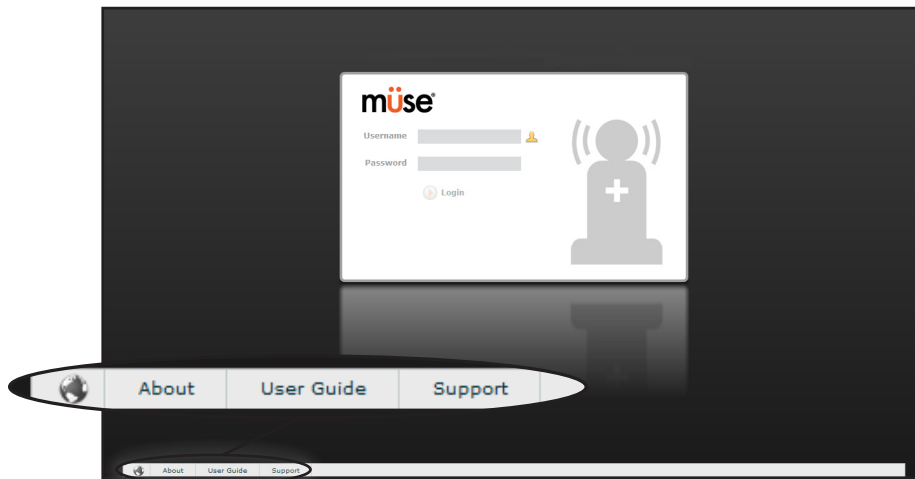 müse®
Username
Password
Login
About User Guide Support
About User Guide Support